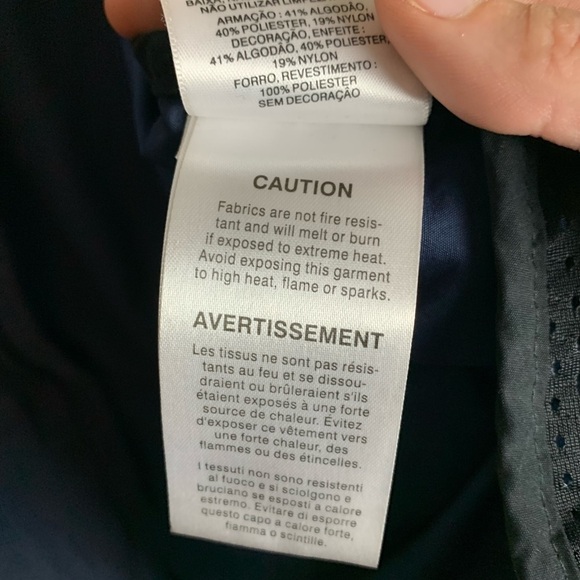 BAIXA, 
NÃO UTILIZAR
ARMAÇÃO : 41% ALGODÃO,
40% POLIESTER, 19% NYLON
DECORAÇÃO, ENFEITE :
41% ALGODÃO, 40% POLIESTER,
19% NYLON
FORRO, REVESTIMENTO :
100% POLIESTER
SEM DECORAÇÃO
CAUTION
Fabrics are not fire resis-
tant and will melt or burn
if exposed to extreme heat.
Avoid exposing this garment
to high heat, flame or sparks.
AVERTISSEMENT
Les tissus ne sont pas résis-
tants au feu et se dissou-
draient ou brûleraient s'ils
étaient exposés à une forte
source de chaleur. Évitez
d'exposer ce vêtement vers
une forte chaleur, des
flammes ou des étincelles.
I tessuti non sono resistenti
al fuoco e si sciolgono e
bruciano se esposti a calore
estremo. Evitare di esporre
questo capo a calore forte,
fiamma o scintille.